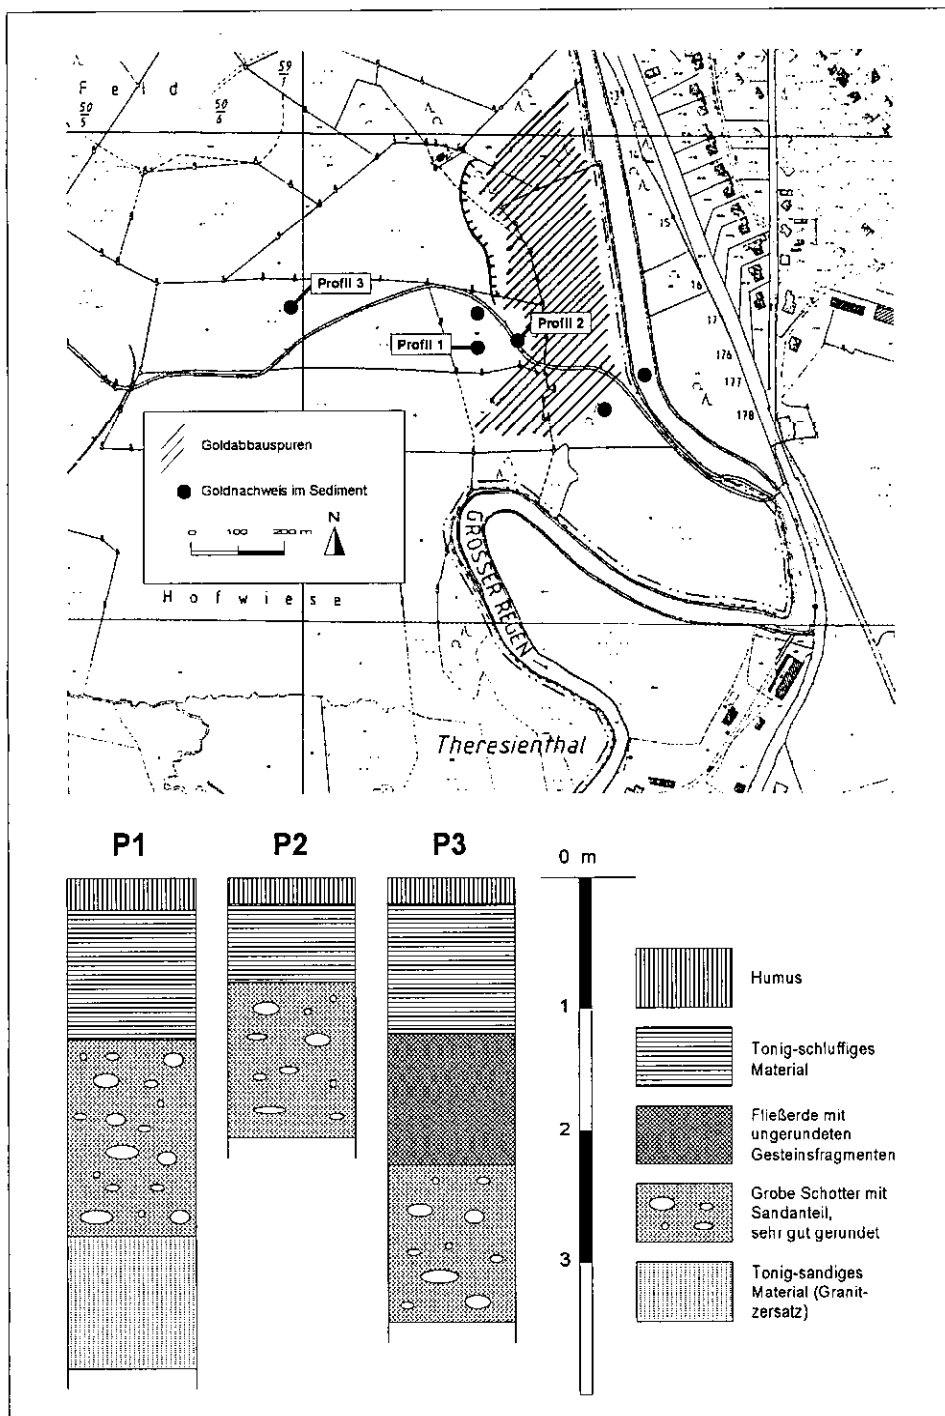 F e l d
59
1
50
5
50
6
Profil 3
Profil 2
Profil 1
15
16
17
176
177
178
Goldabbauspuren
Goldnachweis im Sediment
0 100 200 m
N
H o f w i e s e
GROSSER REGEN
Theresienthal
P1
P2
P3
0 m
1
2
3
Humus
Tonig-schluffiges
Material
Fließerde mit
ungerundeten
Gesteinsfragmenten
Grobe Schotter mit
Sandanteil,
sehr gut gerundet
Tonig-sandiges
Material (Granit-
zersatz)